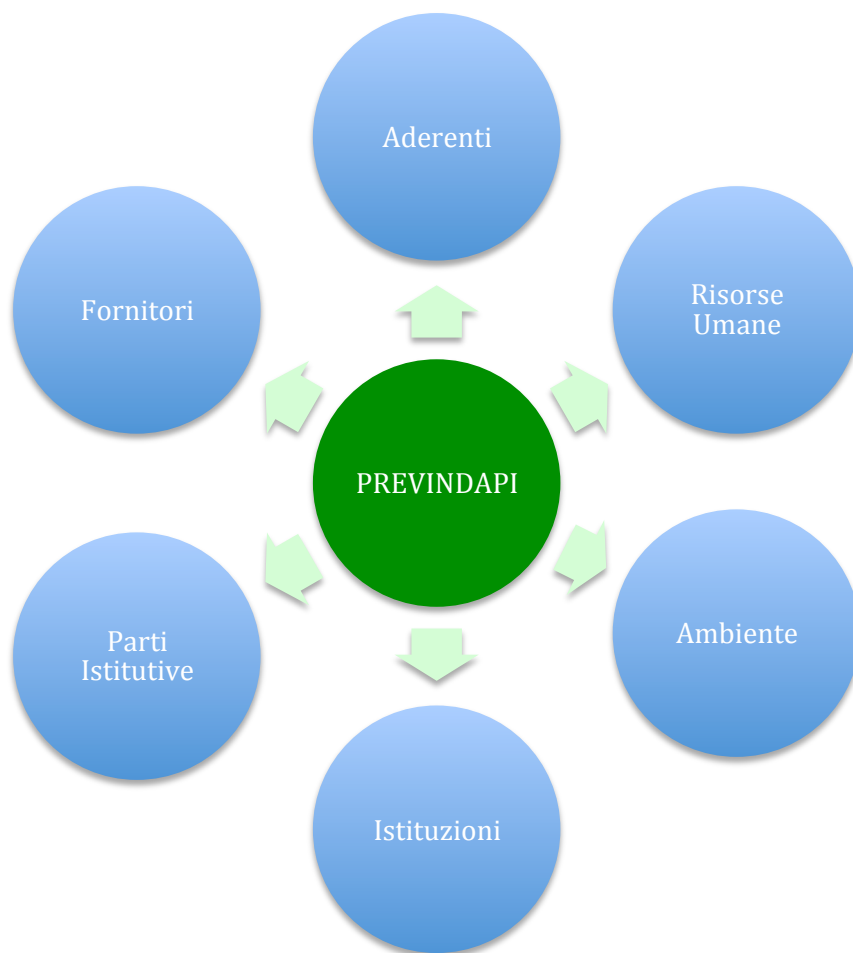 Aderenti
Fornitori
Risorse
Umane
PREVINDAPI
Parti
Istitutive
Ambiente
Istituzioni